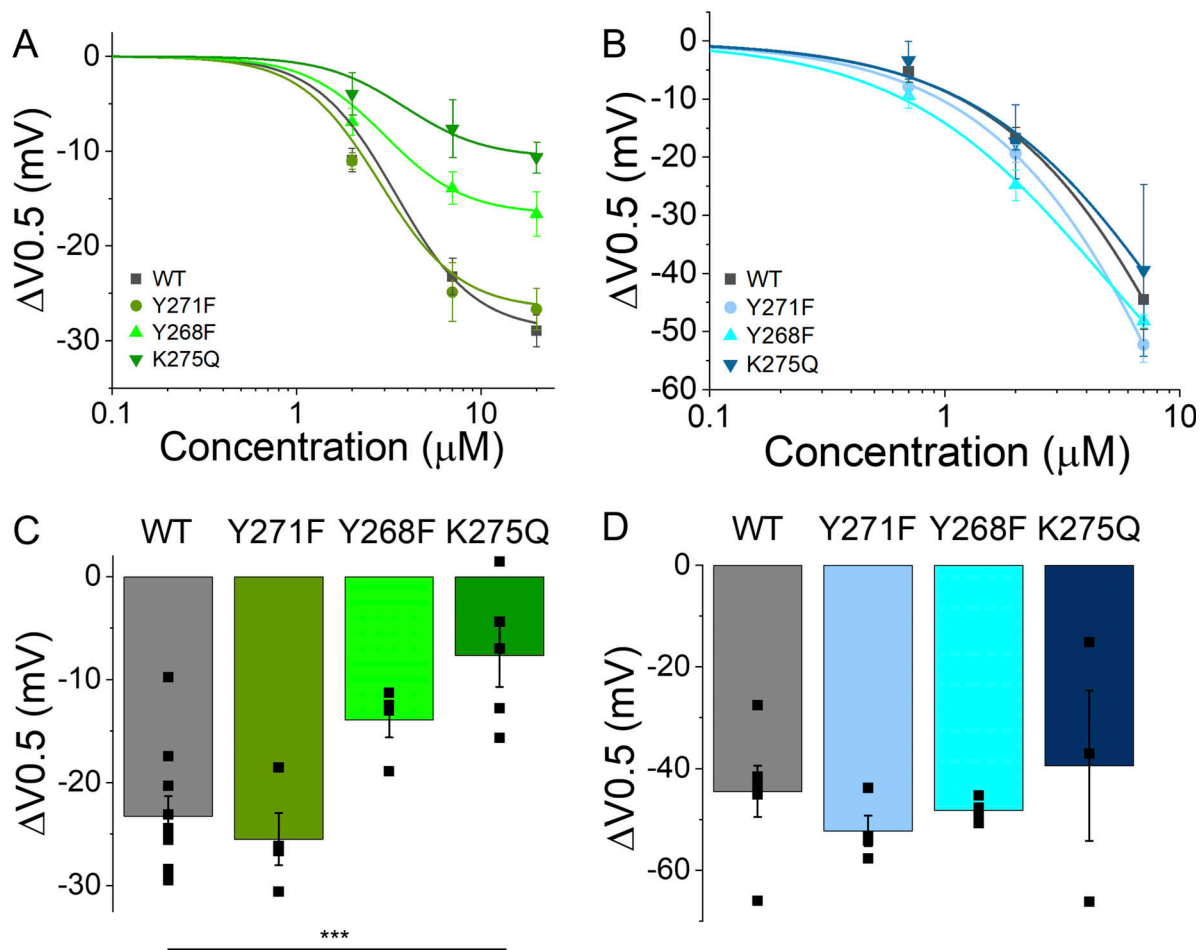 A
ΔV0.5 (mV)
0
-10
-20
-30
WT
Y271F
Y268F
K275Q
0.1
1
10
Concentration (μM)
B
ΔV0.5 (mV)
0
-10
-20
-30
-40
-50
-60
WT
Y271F
Y268F
K275Q
0.1
1
10
Concentration (μM)
C
WT Y271F Y268F K275Q
ΔV0.5 (mV)
0
-10
-20
-30
***
D
WT Y271F Y268F K275Q
ΔV0.5 (mV)
0
-20
-40
-60